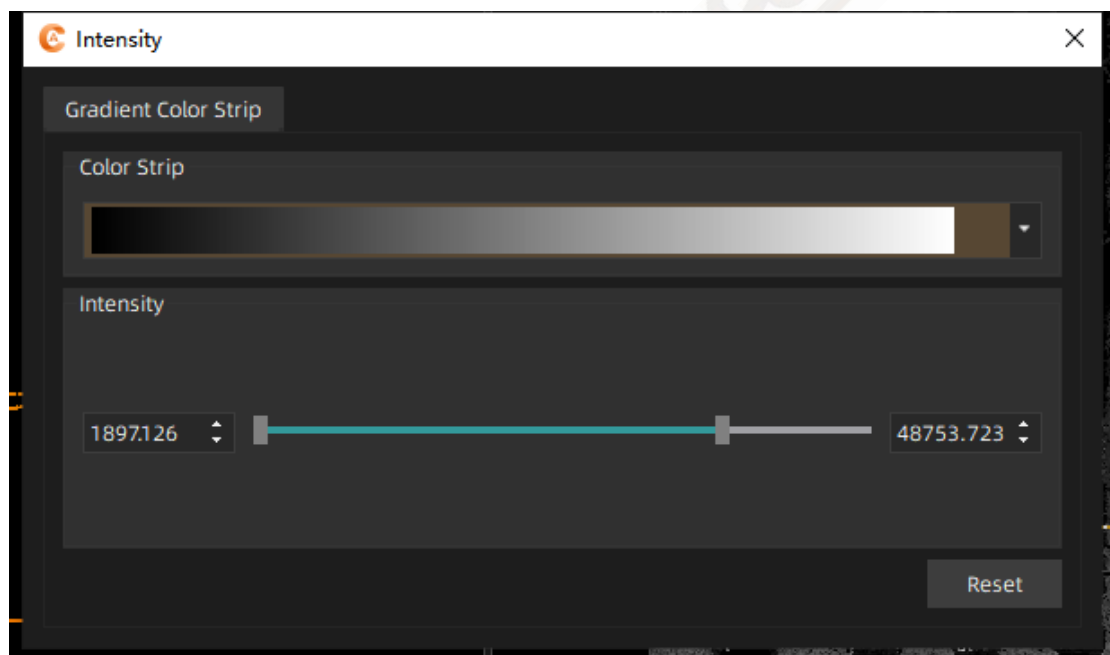 Intensity
Gradient Color Strip
Color Strip
Intensity
1897.126
48753.723
Reset